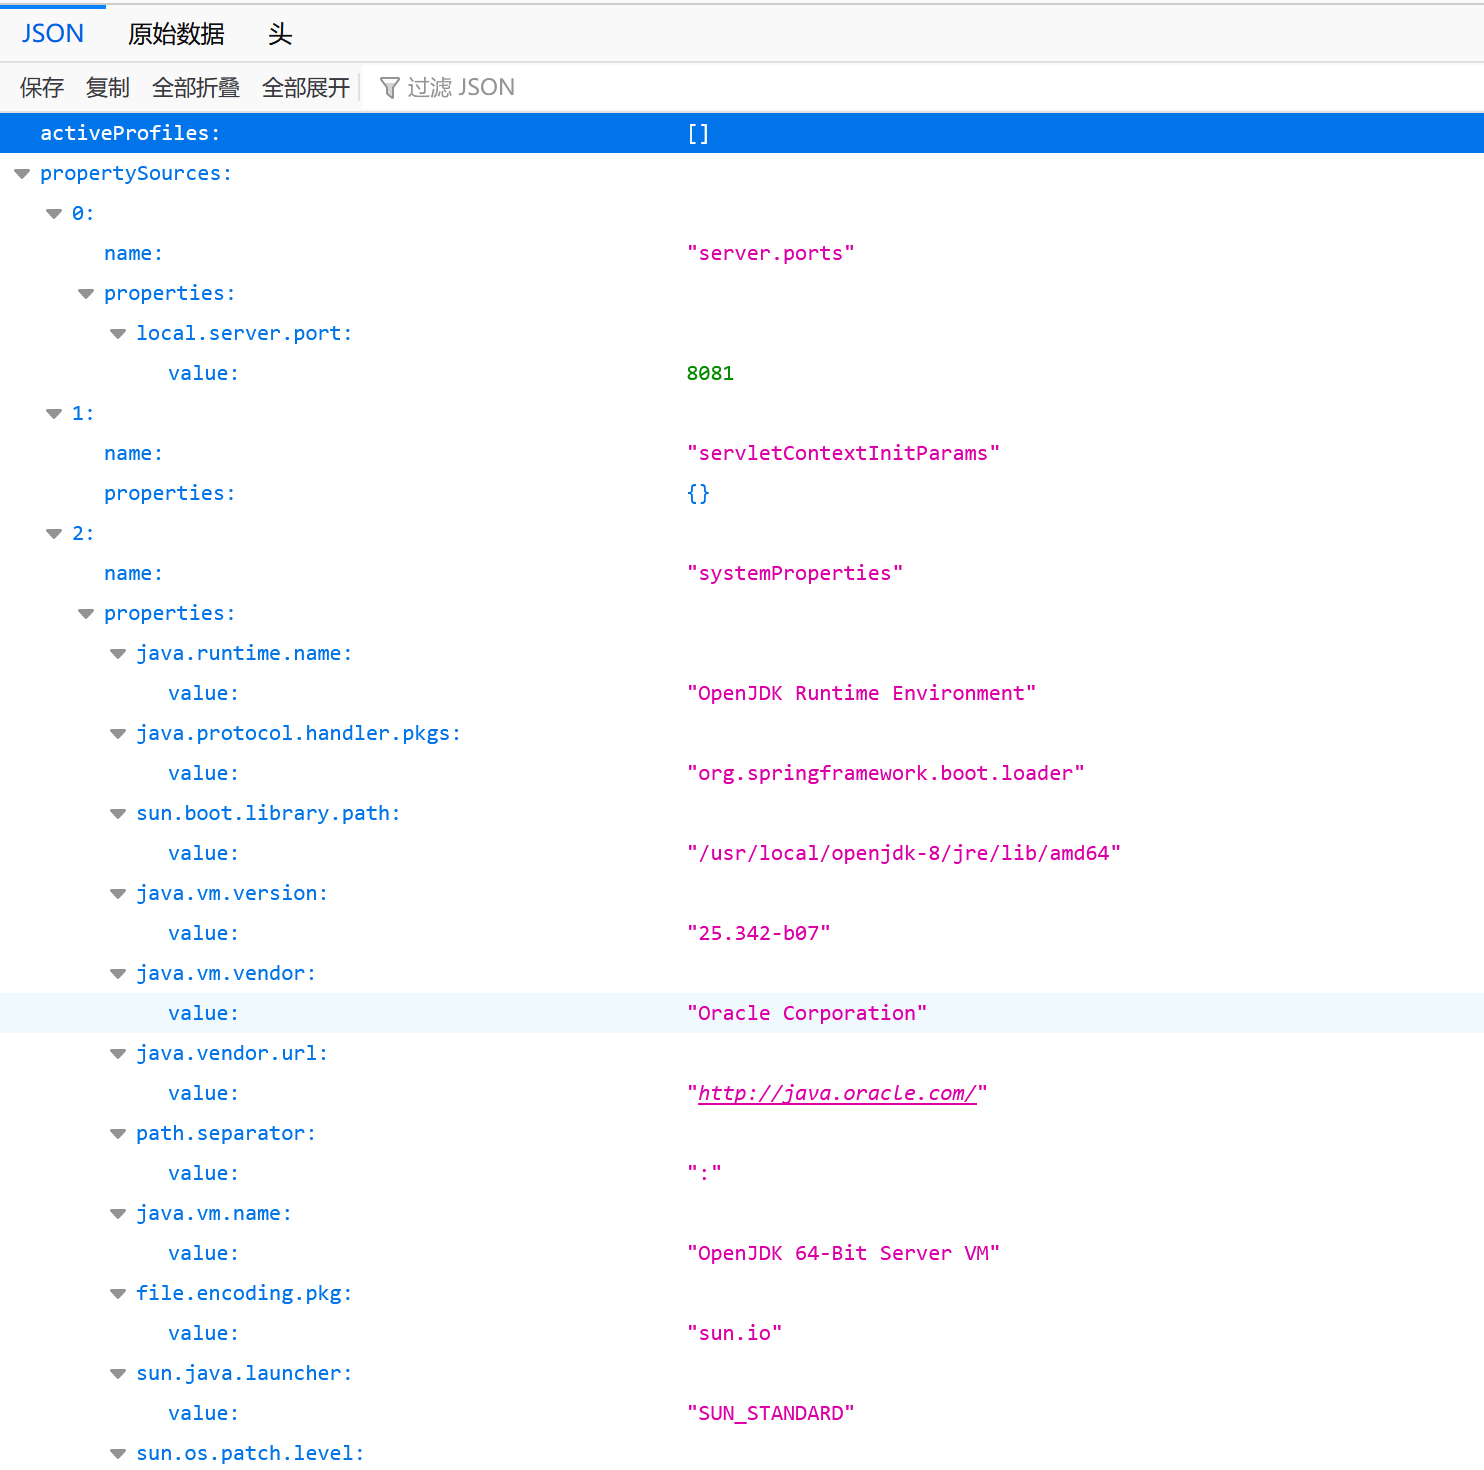 JSON 原始数据 头
保存 复制 全部折叠 全部展开 过滤 JSON
activeProfiles: []
propertySources:
0:
name: "server.ports"
properties:
local.server.port:
value: 8081
1:
name: "servletContextInitParams"
properties: {}
2:
name: "systemProperties"
properties:
java.runtime.name:
value: "OpenJDK Runtime Environment"
java.protocol.handler.pkgs:
value: "org.springframework.boot.loader"
sun.boot.library.path:
value: "/usr/local/openjdk-8/jre/lib/amd64"
java.vm.version:
value: "25.342-b07"
java.vm.vendor:
value: "Oracle Corporation"
java.vendor.url:
value: "http://java.oracle.com/"
path.separator:
value: ":"
java.vm.name:
value: "OpenJDK 64-Bit Server VM"
file.encoding.pkg:
value: "sun.io"
sun.java.launcher:
value: "SUN_STANDARD"
sun.os.patch.level: